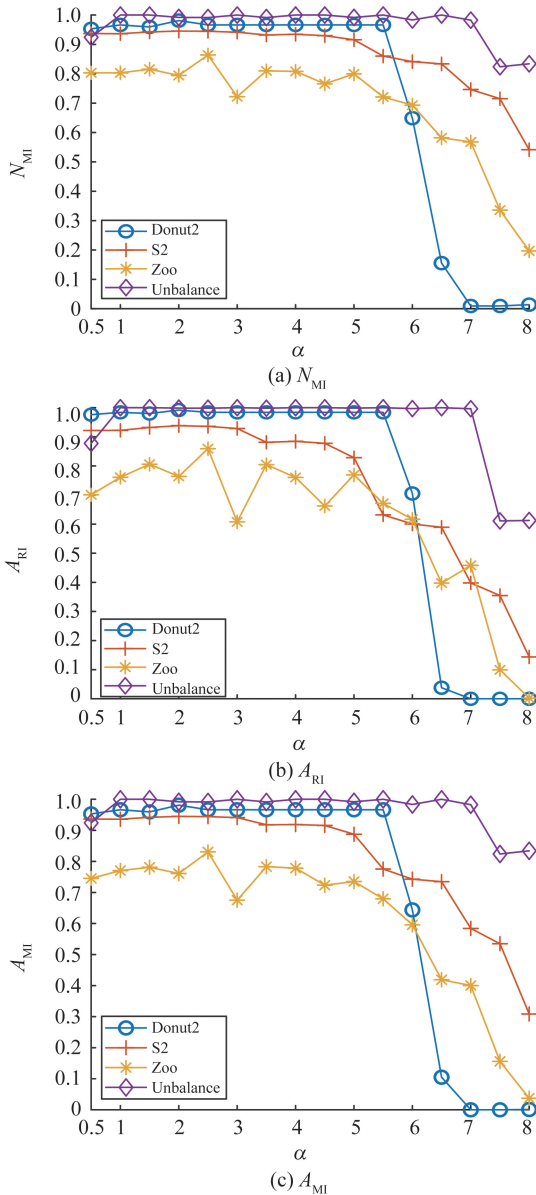 1.0
0.9
0.8
0.7
0.6
0.5
0.4
0.3
0.2
0.1
0
N_MI
Donut2
S2
Zoo
Unbalance
0.5 1 2 3 4 5 6 7 8
α
(a) N_MI
1.0
0.9
0.8
0.7
0.6
0.5
0.4
0.3
0.2
0.1
0
A_RI
Donut2
S2
Zoo
Unbalance
0.5 1 2 3 4 5 6 7 8
α
(b) A_RI
1.0
0.9
0.8
0.7
0.6
0.5
0.4
0.3
0.2
0.1
0
A_MI
Donut2
S2
Zoo
Unbalance
0.5 1 2 3 4 5 6 7 8
α
(c) A_MI